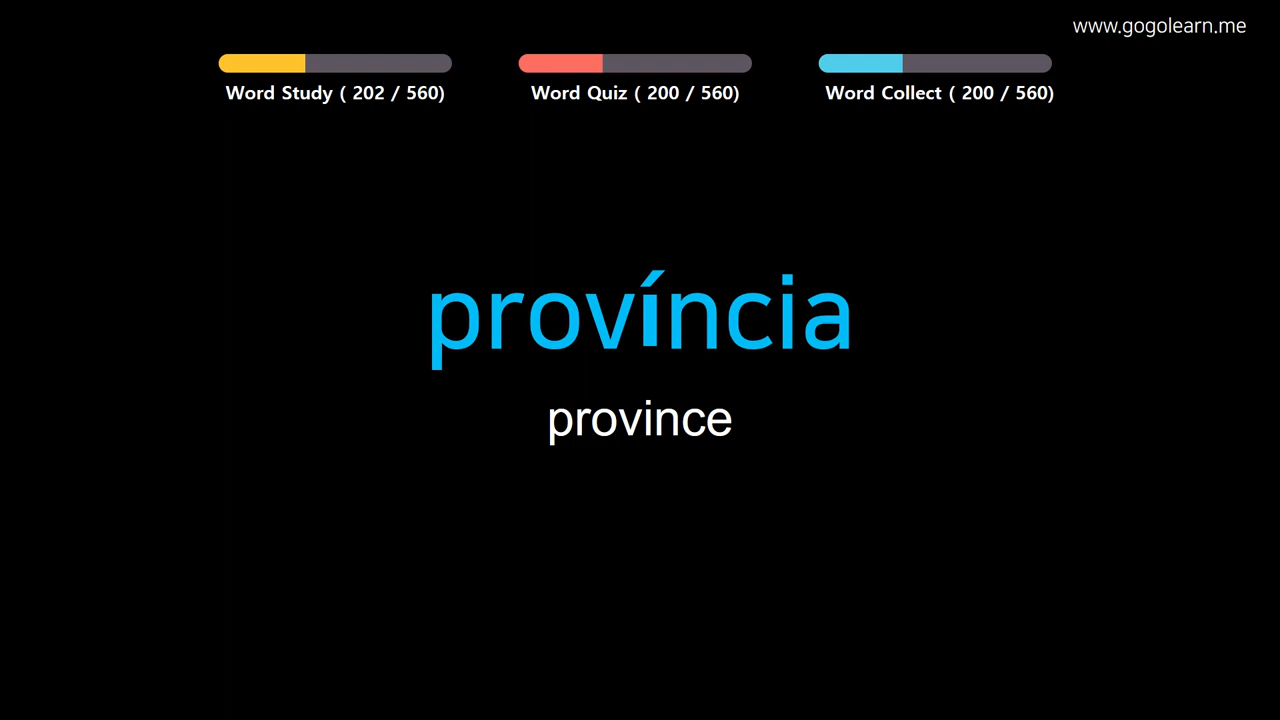 www.gogolearn.me
Word Study ( 202 / 560)
Word Quiz ( 200 / 560)
Word Collect ( 200 / 560)
província
province